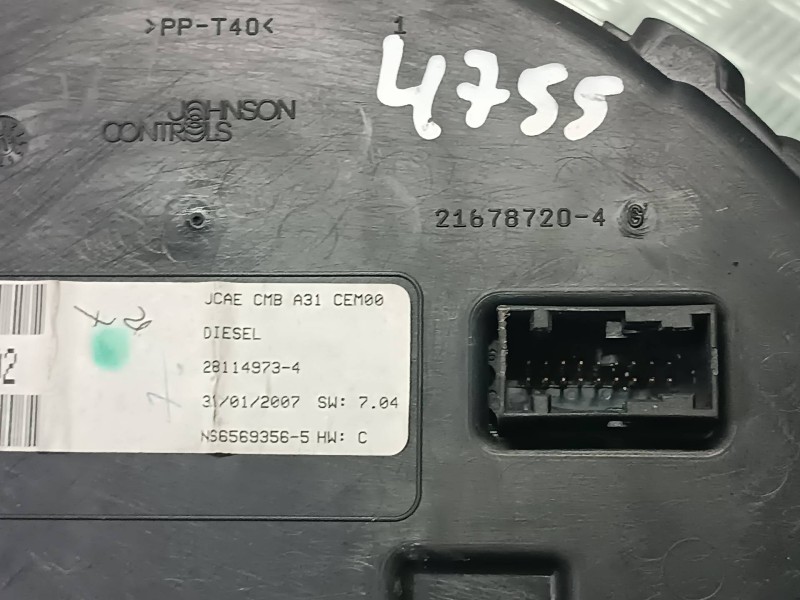 >PP-T40<
1
4755
JOHNSON
CONTROLS
21678720-4 G
JCAE CMB A31 CEM00
DIESEL
28114973-4
31/01/2007 SW: 7.04
NS6569356-5 HW: C